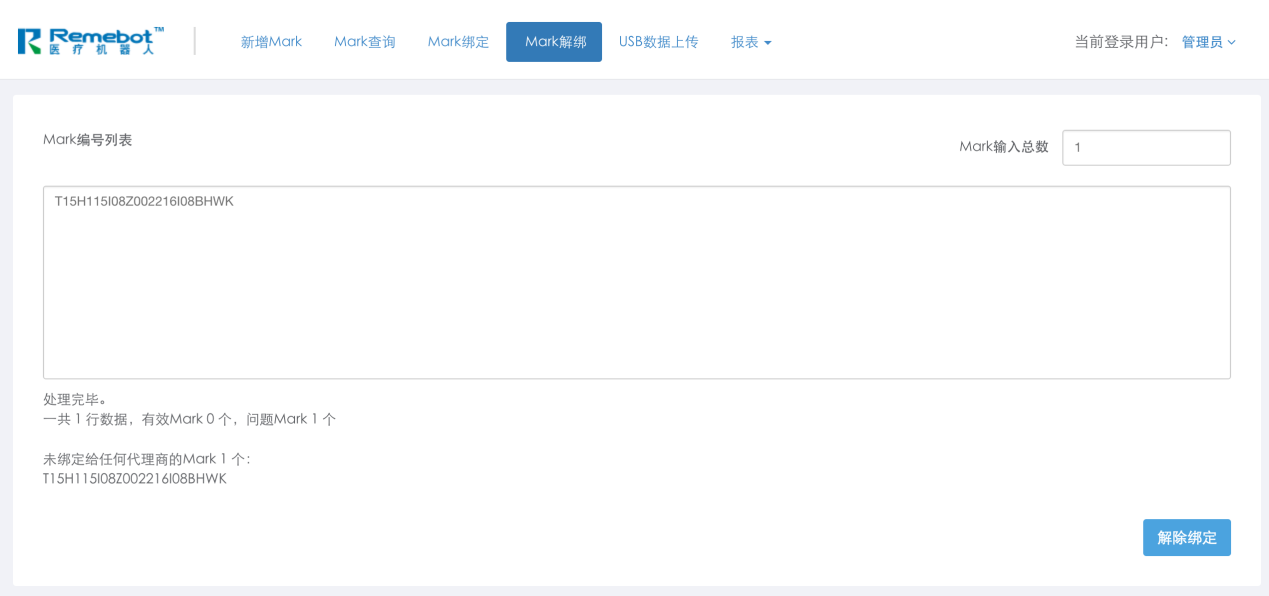 Remebot™
医疗机器人
新增Mark Mark查询 Mark绑定 Mark解绑 USB数据上传 报表
当前登录用户: 管理员
Mark编号列表
Mark输入总数 1
T15H115I08Z002216I08BHWK
处理完毕。
一共 1 行数据，有效Mark 0 个，问题Mark 1 个
未绑定给任何代理商的Mark 1 个:
T15H115I08Z002216I08BHWK
解除绑定